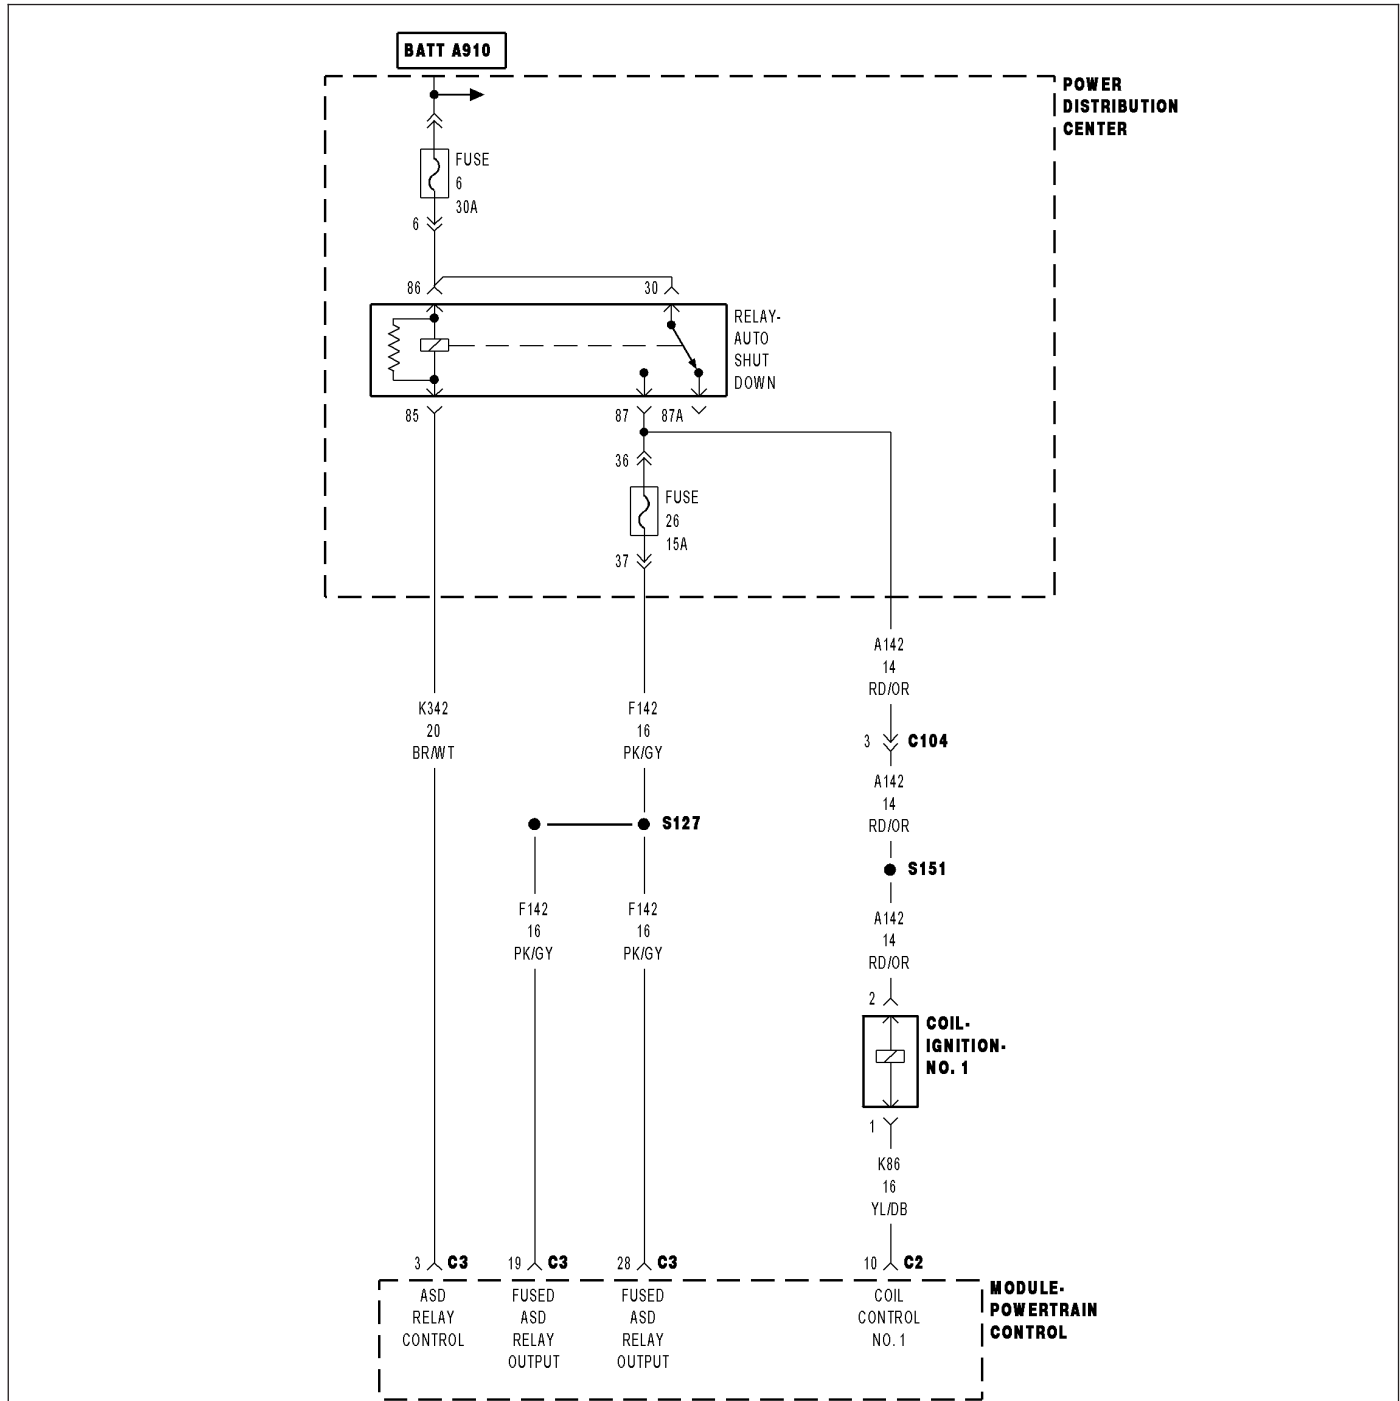 BATT A910
POWER
DISTRIBUTION
CENTER
FUSE
6
30A
6
86
30
RELAY-
AUTO
SHUT
DOWN
85
87
87A
36
FUSE
26
15A
37
A142
14
RD/OR
K342
20
BR/WT
F142
16
PK/GY
3
C104
A142
14
RD/OR
S127
S151
F142
16
PK/GY
F142
16
PK/GY
A142
14
RD/OR
2
COIL-
IGNITION-
NO. 1
1
K86
16
YL/DB
3 C3
19 C3
28 C3
10 C2
ASD
RELAY
CONTROL
FUSED
ASD
RELAY
OUTPUT
FUSED
ASD
RELAY
OUTPUT
COIL
CONTROL
NO. 1
MODULE-
POWERTRAIN
CONTROL